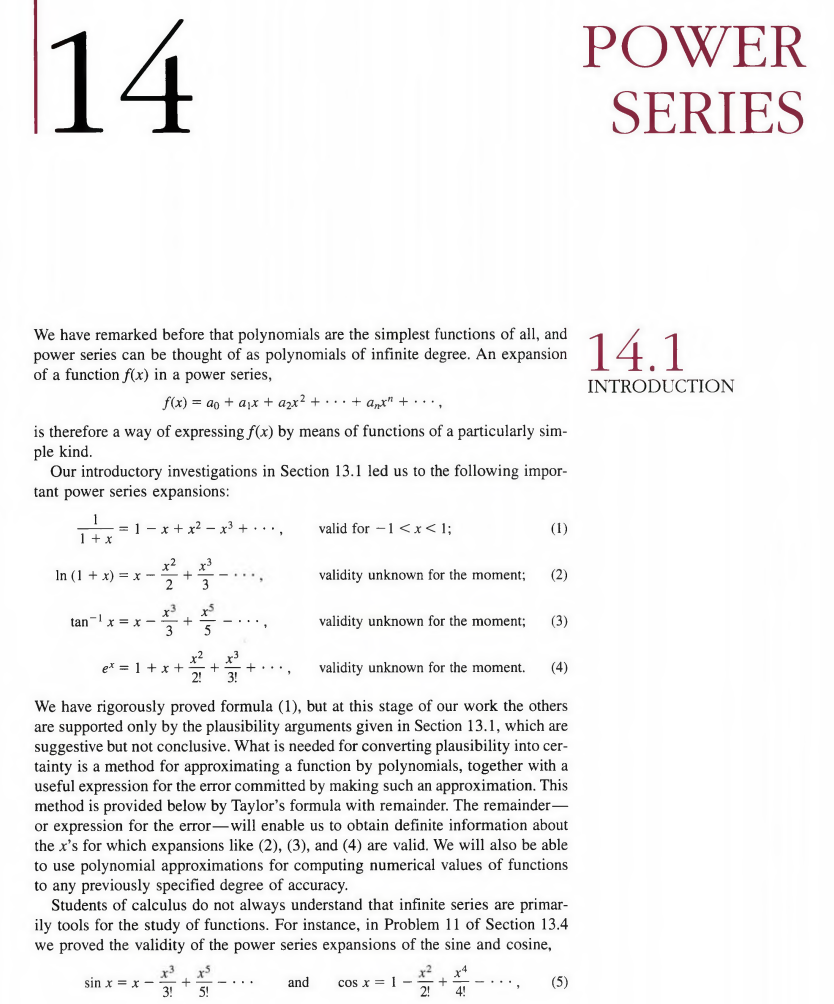 14
POWER
SERIES
14.1
INTRODUCTION
We have remarked before that polynomials are the simplest functions of all, and
power series can be thought of as polynomials of infinite degree. An expansion
of a function f(x) in a power series,
f(x) = a₀ + a₁x + a₂x² + · · · + aₙxⁿ + · · · ,
is therefore a way of expressing f(x) by means of functions of a particularly sim-
ple kind.
Our introductory investigations in Section 13.1 led us to the following impor-
tant power series expansions:
1/(1 + x) = 1 − x + x² − x³ + · · · , valid for −1 < x < 1; (1)
ln (1 + x) = x − x²/2 + x³/3 − · · · , validity unknown for the moment; (2)
tan⁻¹ x = x − x³/3 + x⁵/5 − · · · , validity unknown for the moment; (3)
eˣ = 1 + x + x²/2! + x³/3! + · · · , validity unknown for the moment. (4)
We have rigorously proved formula (1), but at this stage of our work the others
are supported only by the plausibility arguments given in Section 13.1, which are
suggestive but not conclusive. What is needed for converting plausibility into cer-
tainty is a method for approximating a function by polynomials, together with a
useful expression for the error committed by making such an approximation. This
method is provided below by Taylor's formula with remainder. The remainder—
or expression for the error—will enable us to obtain definite information about
the x's for which expansions like (2), (3), and (4) are valid. We will also be able
to use polynomial approximations for computing numerical values of functions
to any previously specified degree of accuracy.
Students of calculus do not always understand that infinite series are primar-
ily tools for the study of functions. For instance, in Problem 11 of Section 13.4
we proved the validity of the power series expansions of the sine and cosine,
sin x = x − x³/3! + x⁵/5! − · · · and cos x = 1 − x²/2! + x⁴/4! − · · · , (5)